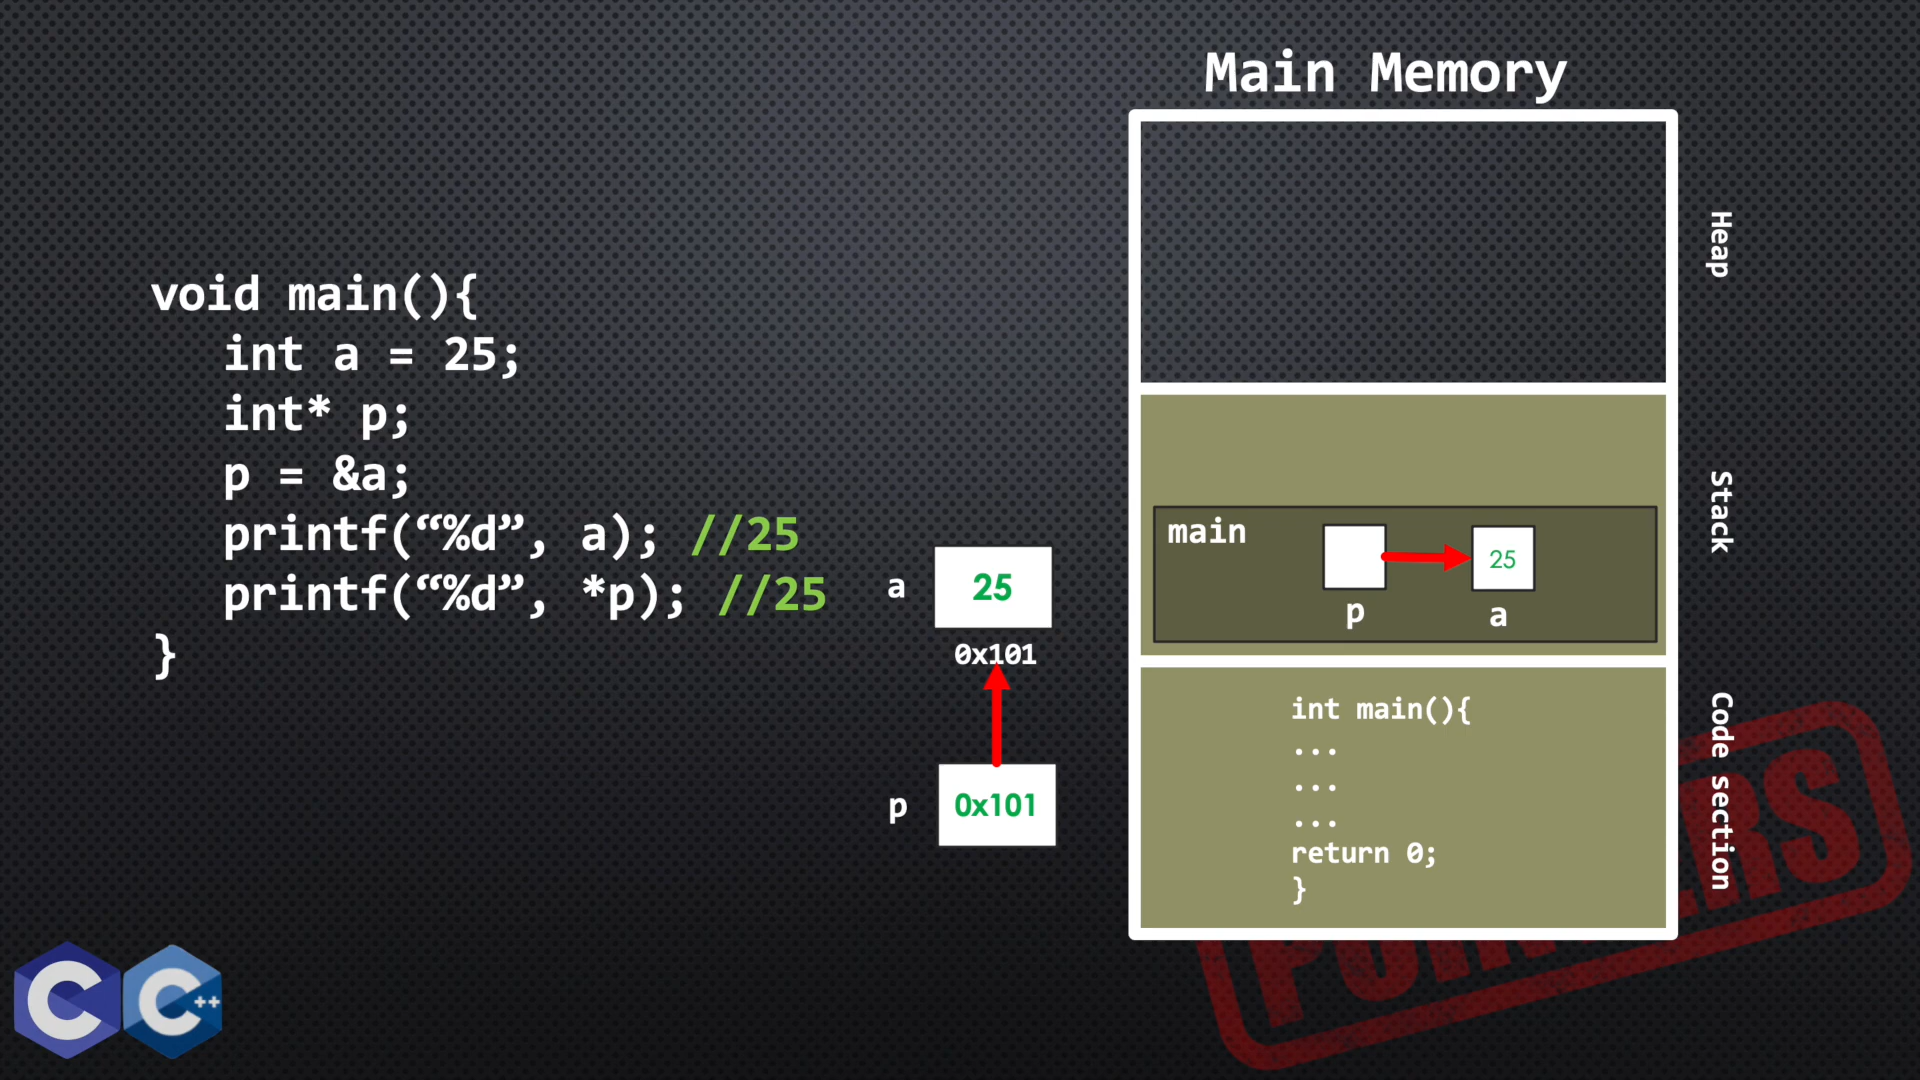 Main Memory
void main(){
int a = 25;
int* p;
p = &a;
printf(“%d”, a); //25
printf(“%d”, *p); //25
}
a
25
0x101
p
0x101
Heap
Stack
main
25
p
a
Code section
int main(){
...
...
...
return 0;
}
C
C++